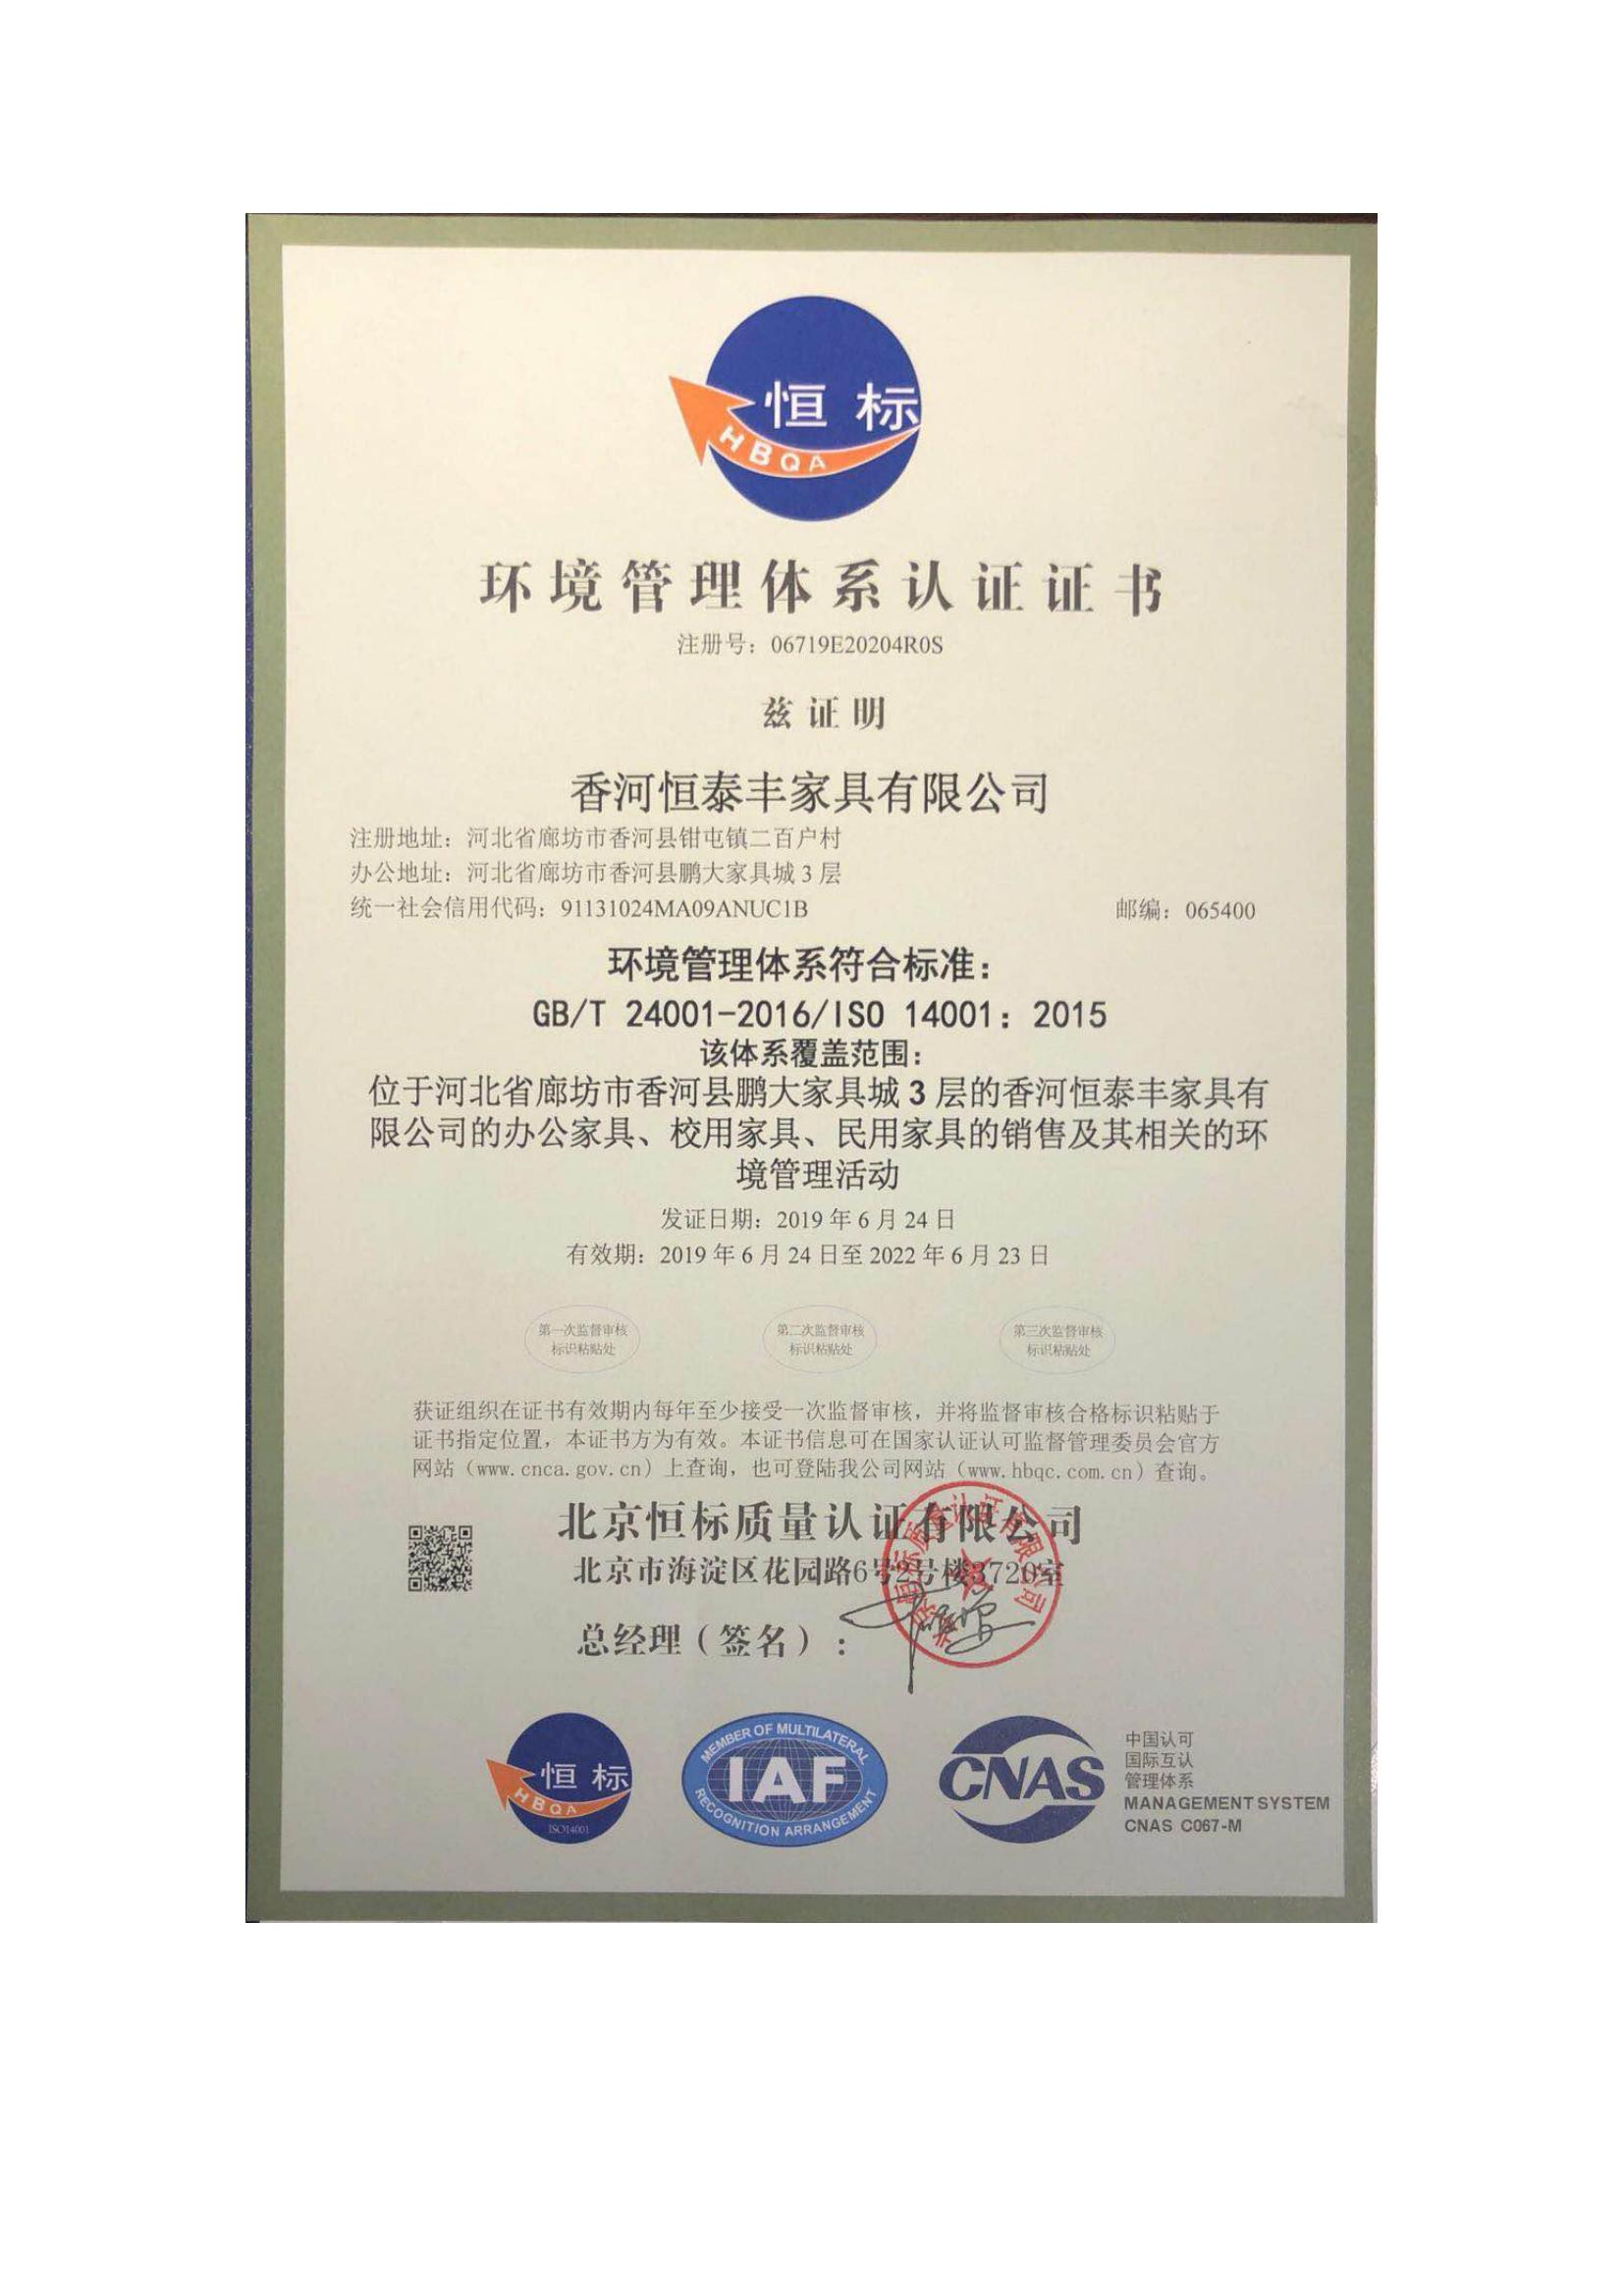 恒 标
HBQA
环境管理体系认证证书
注册号：06719E20204R0S
兹证明
香河恒泰丰家具有限公司
注册地址：河北省廊坊市香河县钳屯镇二百户村
办公地址：河北省廊坊市香河县鹏大家具城 3 层
统一社会信用代码：91131024MA09ANUC1B 邮编：065400
环境管理体系符合标准：
GB/T 24001-2016/ISO 14001：2015
该体系覆盖范围：
位于河北省廊坊市香河县鹏大家具城 3 层的香河恒泰丰家具有
限公司的办公家具、校用家具、民用家具的销售及其相关的环
境管理活动
发证日期：2019 年 6 月 24 日
有效期：2019 年 6 月 24 日至 2022 年 6 月 23 日
第一次监督审核
标识粘贴处
第二次监督审核
标识粘贴处
第三次监督审核
标识粘贴处
获证组织在证书有效期内每年至少接受一次监督审核，并将监督审核合格标识粘贴于
证书指定位置，本证书方为有效。本证书信息可在国家认证认可监督管理委员会官方
网站（www.cnca.gov.cn）上查询，也可登陆我公司网站（www.hbqc.com.cn）查询。
北京恒标质量认证有限公司
北京市海淀区花园路6号2号楼3720室
北京恒标质量认证有限公司
总经理（签名）：
恒 标
HBQA
ISO14001
MEMBER OF MULTILATERAL
IAF
RECOGNITION ARRANGEMENT
CNAS
中国认可
国际互认
管理体系
MANAGEMENT SYSTEM
CNAS C067-M